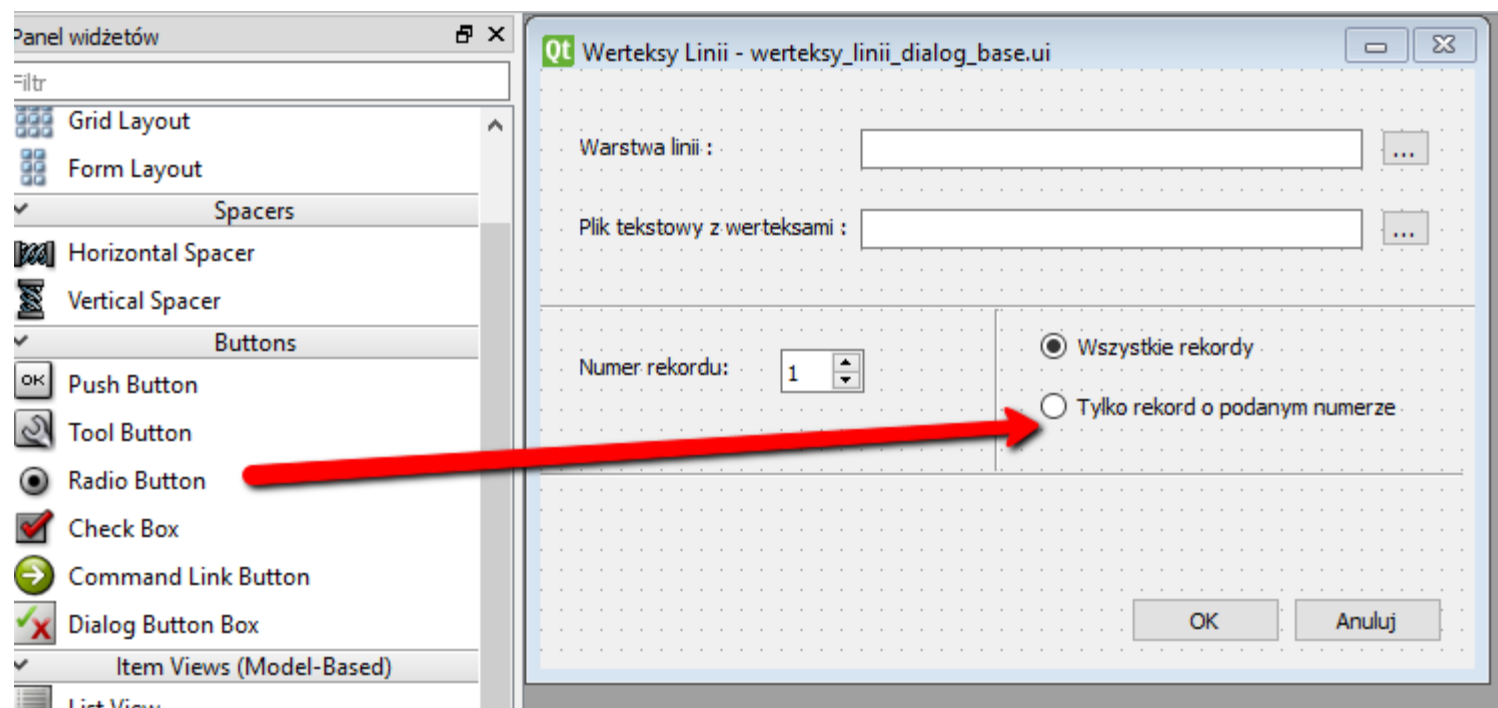 Panel widżetów
Filtr
Grid Layout
Form Layout
Spacers
Horizontal Spacer
Vertical Spacer
Buttons
OK Push Button
Tool Button
Radio Button
Check Box
Command Link Button
Dialog Button Box
Item Views (Model-Based)
List View
Qt Werteksy Linii - werteksy_linii_dialog_base.ui
Warstwa linii :
...
Plik tekstowy z werteksami :
...
Numer rekordu:
1
Wszystkie rekordy
Tylko rekord o podanym numerze
OK
Anuluj